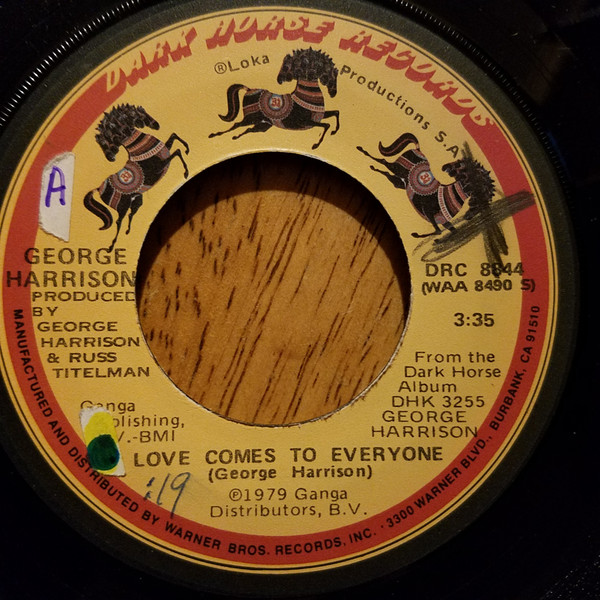 DARK HORSE RECORDS
℗Loka Productions S.A.
A
GEORGE
HARRISON
PRODUCED
BY
GEORGE
HARRISON
& RUSS
TITELMAN
DRC 8844
(WAA 8490 S)
3:35
From the
Dark Horse
Album
DHK 3255
GEORGE
HARRISON
Ganga
blishing,
V.-BMI
LOVE COMES TO EVERYONE
(George Harrison)
:19
©1979 Ganga
Distributors, B.V.
MANUFACTURED AND DISTRIBUTED BY WARNER BROS. RECORDS, INC. · 3300 WARNER BLVD., BURBANK, CA 91510